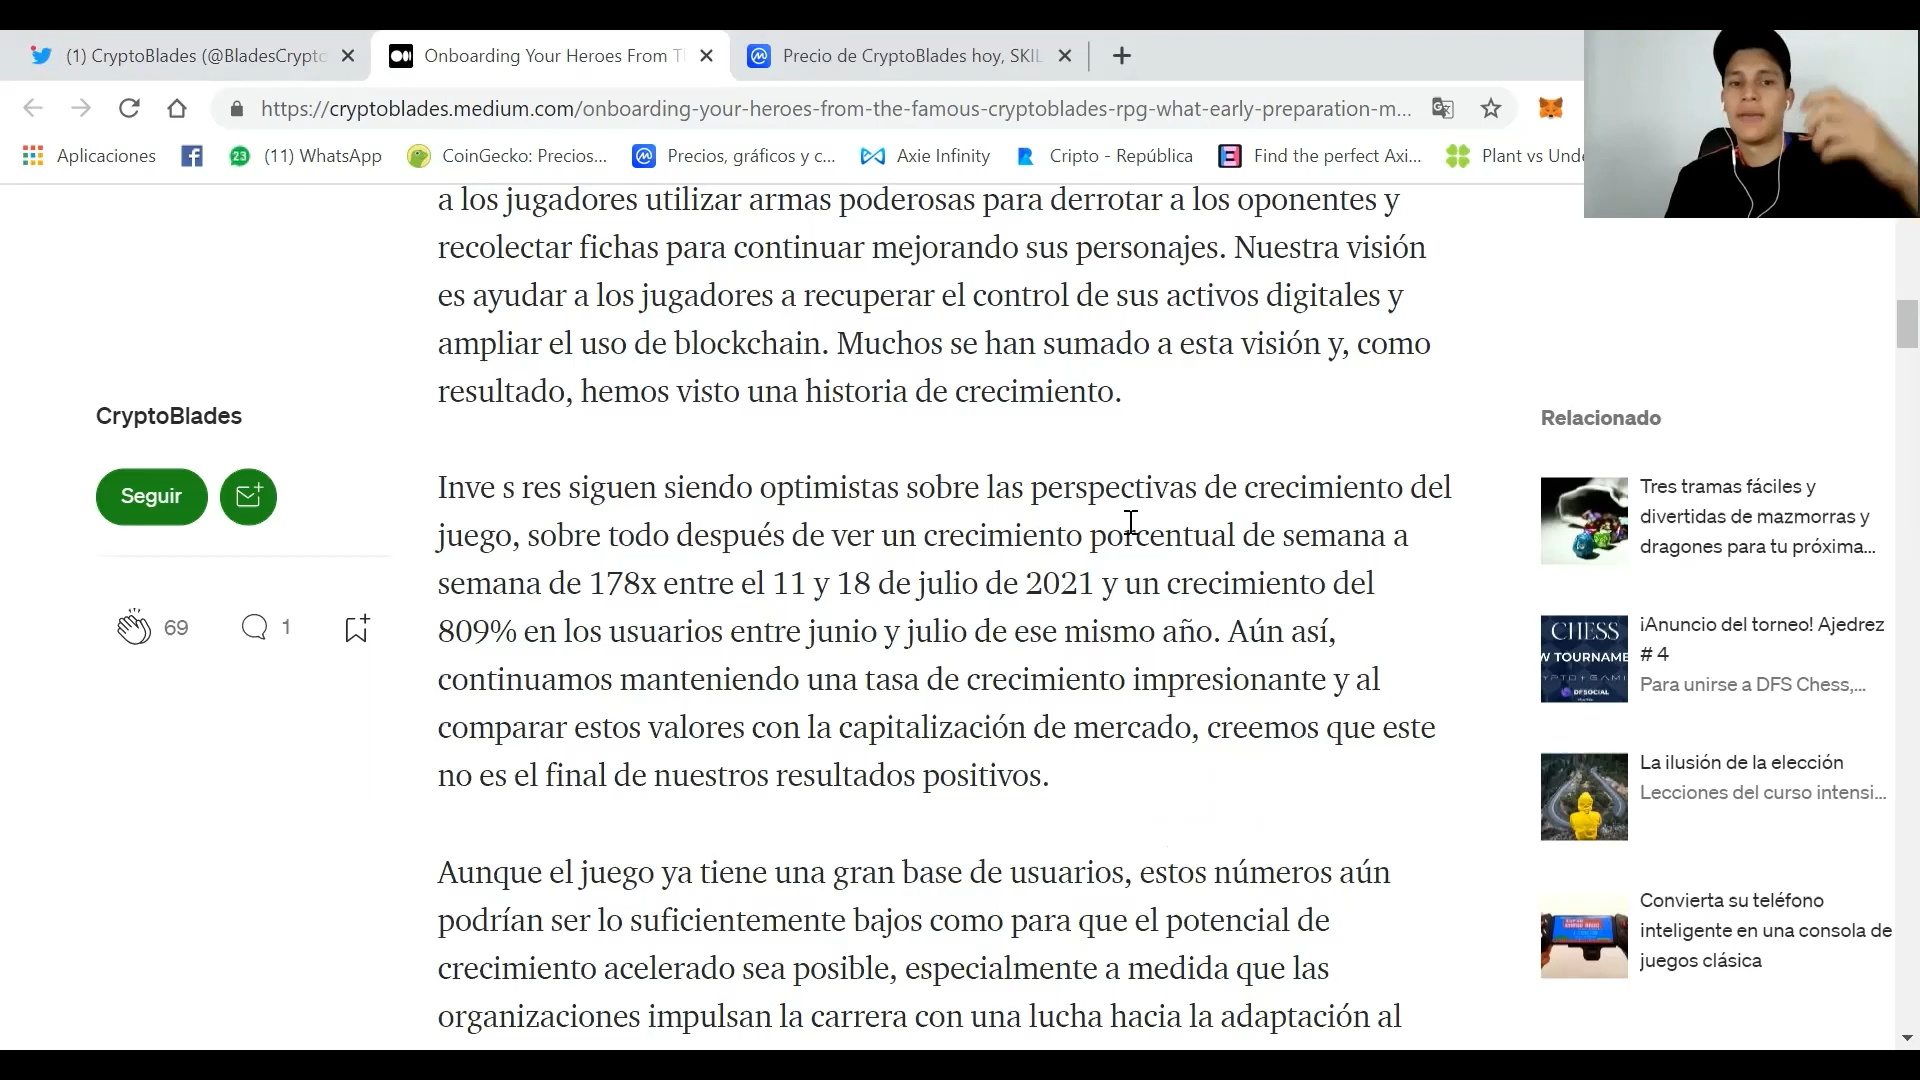 (1) CryptoBlades (@BladesCrypto
Onboarding Your Heroes From T
Precio de CryptoBlades hoy, SKIL
https://cryptoblades.medium.com/onboarding-your-heroes-from-the-famous-cryptoblades-rpg-what-early-preparation-m...
Aplicaciones
23
(11) WhatsApp
CoinGecko: Precios...
Precios, gráficos y c...
Axie Infinity
Cripto - República
Find the perfect Axi...
Plant vs Unde
a los jugadores utilizar armas poderosas para derrotar a los oponentes y
recolectar fichas para continuar mejorando sus personajes. Nuestra visión
es ayudar a los jugadores a recuperar el control de sus activos digitales y
ampliar el uso de blockchain. Muchos se han sumado a esta visión y, como
resultado, hemos visto una historia de crecimiento.
CryptoBlades
Seguir
69
1
Inve s res siguen siendo optimistas sobre las perspectivas de crecimiento del
juego, sobre todo después de ver un crecimiento porcentual de semana a
semana de 178x entre el 11 y 18 de julio de 2021 y un crecimiento del
809% en los usuarios entre junio y julio de ese mismo año. Aún así,
continuamos manteniendo una tasa de crecimiento impresionante y al
comparar estos valores con la capitalización de mercado, creemos que este
no es el final de nuestros resultados positivos.
Aunque el juego ya tiene una gran base de usuarios, estos números aún
podrían ser lo suficientemente bajos como para que el potencial de
crecimiento acelerado sea posible, especialmente a medida que las
organizaciones impulsan la carrera con una lucha hacia la adaptación al
Relacionado
Tres tramas fáciles y
divertidas de mazmorras y
dragones para tu próxima...
CHESS
W TOURNAME
DFSOCIAL
¡Anuncio del torneo! Ajedrez
# 4
Para unirse a DFS Chess,...
La ilusión de la elección
Lecciones del curso intensi...
Convierta su teléfono
inteligente en una consola de
juegos clásica